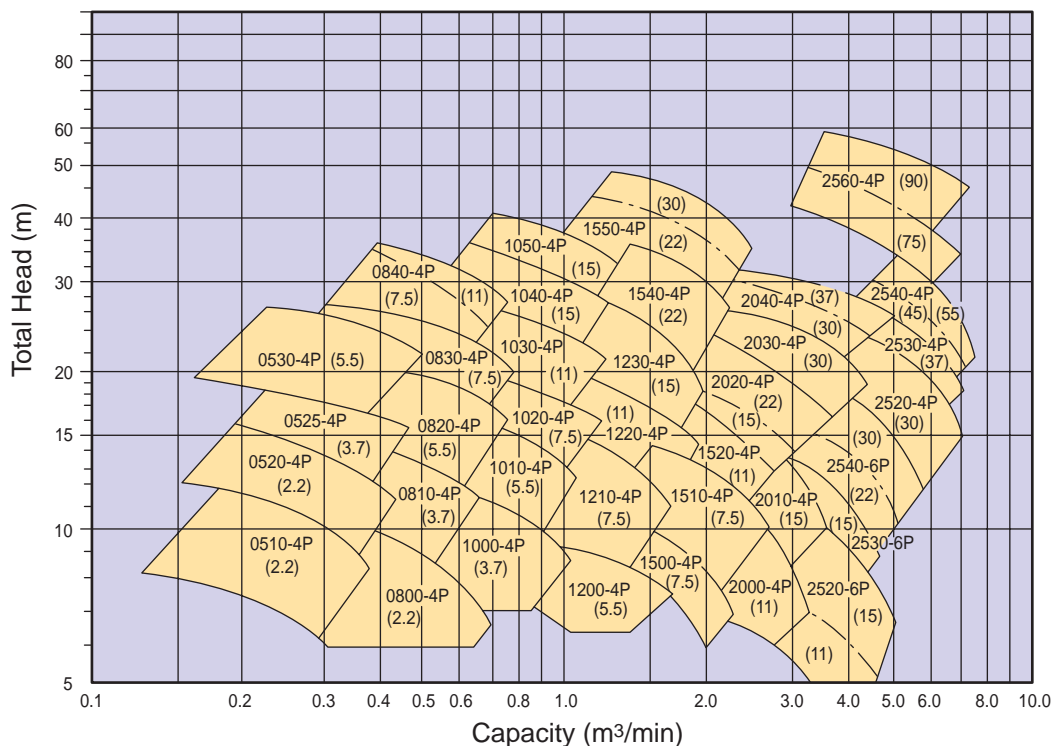 Total Head (m)
80
60
50
40
30
20
15
10
5
0.1
0.2
0.3
0.4
0.5
0.6
0.8
1.0
2.0
3.0
4.0
5.0
6.0
8.0
10.0
Capacity (m³/min)
2560-4P (90)
(75)
(30)
1550-4P
(22)
1050-4P
(15)
0840-4P
(7.5)
(11)
1040-4P
(15)
1540-4P
(22)
2040-4P
(37)
(30)
2540-4P
(45)
(55)
0530-4P (5.5)
0830-4P
(7.5)
1030-4P
(11)
1230-4P
(15)
2030-4P
(30)
2530-4P
(37)
2020-4P
(22)
(15)
2520-4P
(30)
0525-4P
(3.7)
0820-4P
(5.5)
1020-4P
(7.5)
(11)
1220-4P
1520-4P
(11)
(30)
2540-6P
(22)
0520-4P
(2.2)
0810-4P
(3.7)
1010-4P
(5.5)
1210-4P
(7.5)
1510-4P
(7.5)
2010-4P
(15)
(15)
2530-6P
0510-4P
(2.2)
1000-4P
(3.7)
1500-4P
(7.5)
0800-4P
(2.2)
1200-4P
(5.5)
2000-4P
(11)
2520-6P
(15)
(11)